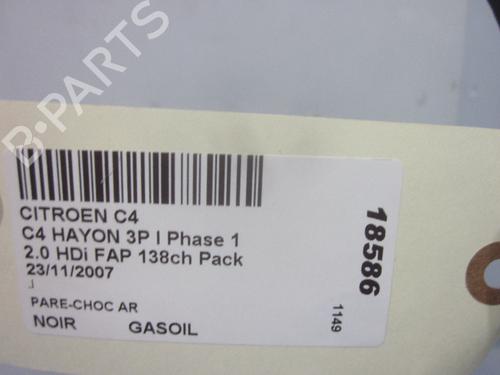 B-PARTS
CITROEN C4
C4 HAYON 3P I Phase 1
2.0 HDi FAP 138ch Pack
23/11/2007
J
PARE-CHOC AR
NOIR GASOIL
18586
1149